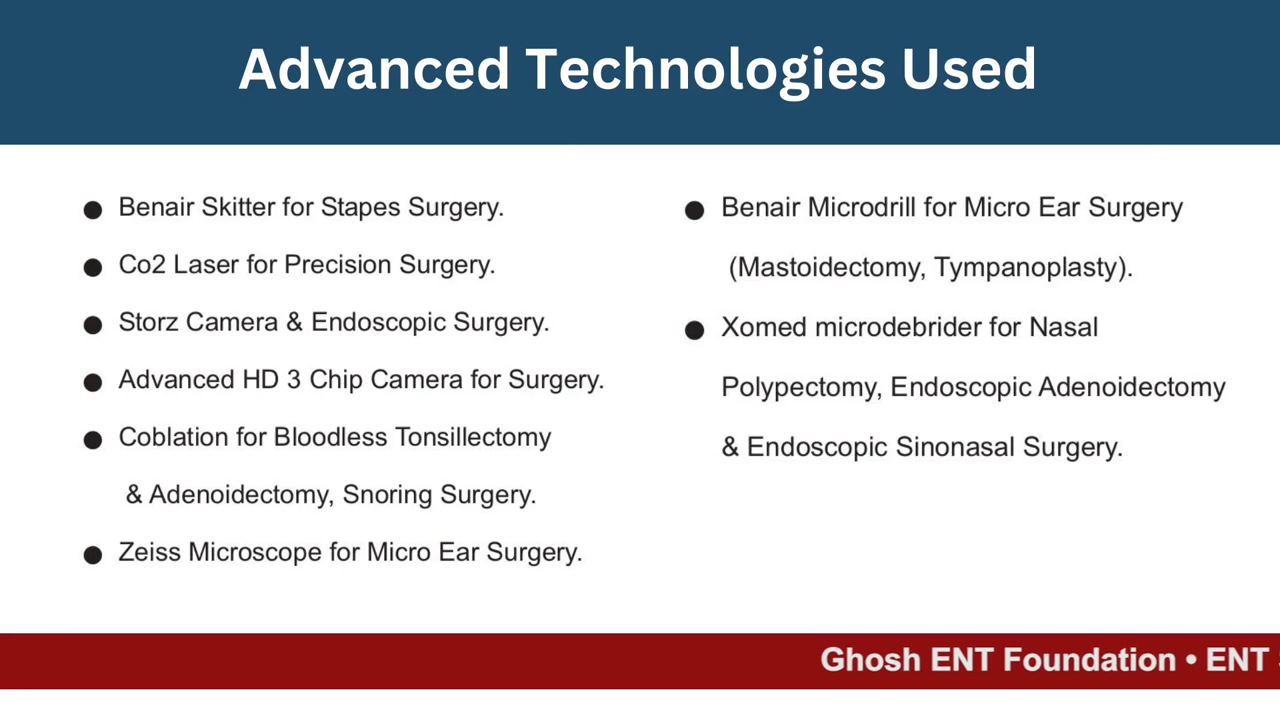 Advanced Technologies Used
● Benair Skitter for Stapes Surgery.
● Co2 Laser for Precision Surgery.
● Storz Camera & Endoscopic Surgery.
● Advanced HD 3 Chip Camera for Surgery.
● Coblation for Bloodless Tonsillectomy
& Adenoidectomy, Snoring Surgery.
● Zeiss Microscope for Micro Ear Surgery.
● Benair Microdrill for Micro Ear Surgery
(Mastoidectomy, Tympanoplasty).
● Xomed microdebrider for Nasal
Polypectomy, Endoscopic Adenoidectomy
& Endoscopic Sinonasal Surgery.
Ghosh ENT Foundation • ENT